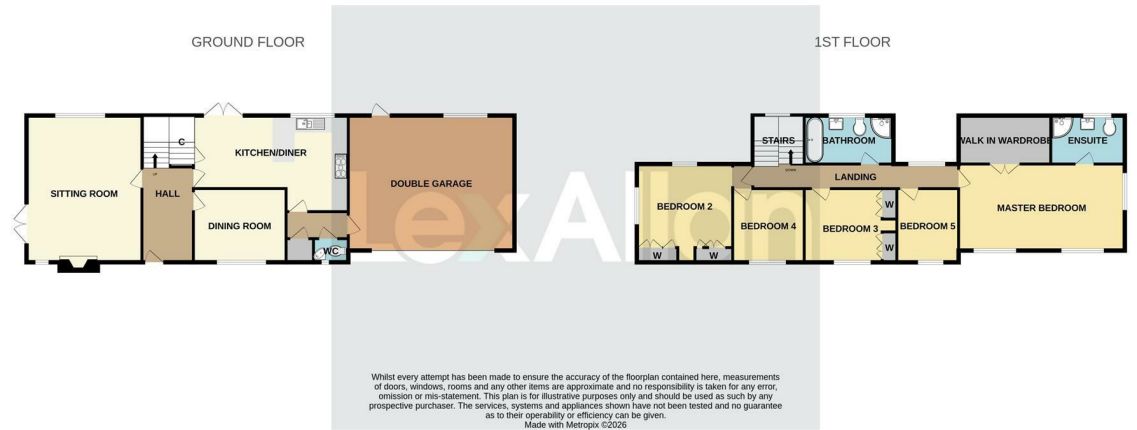 GROUND FLOOR
1ST FLOOR
C
KITCHEN/DINER
UP
SITTING ROOM
HALL
DOUBLE GARAGE
DINING ROOM
WC
STAIRS
BATHROOM
WALK IN WARDROBE
ENSUITE
DOWN
LANDING
BEDROOM 2
W
MASTER BEDROOM
BEDROOM 4
BEDROOM 3
BEDROOM 5
W
W
W
LexAllan
Whilst every attempt has been made to ensure the accuracy of the floorplan contained here, measurements
of doors, windows, rooms and any other items are approximate and no responsibility is taken for any error,
omission or mis-statement. This plan is for illustrative purposes only and should be used as such by any
prospective purchaser. The services, systems and appliances shown have not been tested and no guarantee
as to their operability or efficiency can be given.
Made with Metropix ©2026